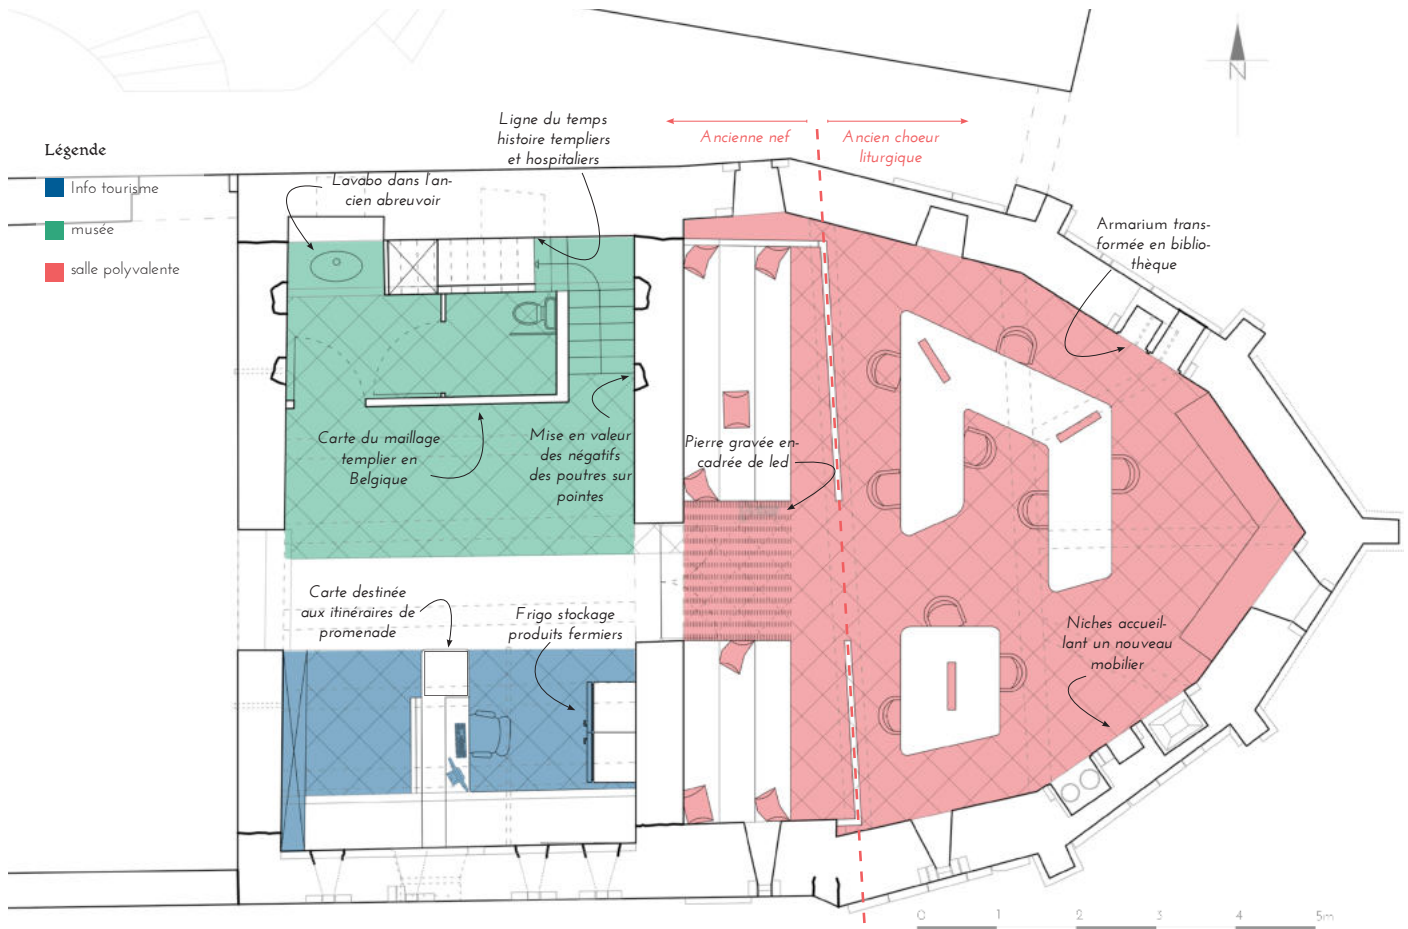 Légende
Info tourisme
musée
salle polyvalente
Lavabo dans l'an-
cien abreuvoir
Ligne du temps
histoire templiers
et hospitaliers
Ancienne nef
Ancien choeur
liturgique
N
Armarium trans-
formée en biblio-
thèque
Carte du maillage
templier en
Belgique
Mise en valeur
des négatifs
des poutres sur
pointes
Pierre gravée en-
cadrée de led
Carte destinée
aux itinéraires de
promenade
Frigo stockage
produits fermiers
Niches accueil-
lant un nouveau
mobilier
0 1 2 3 4 5m